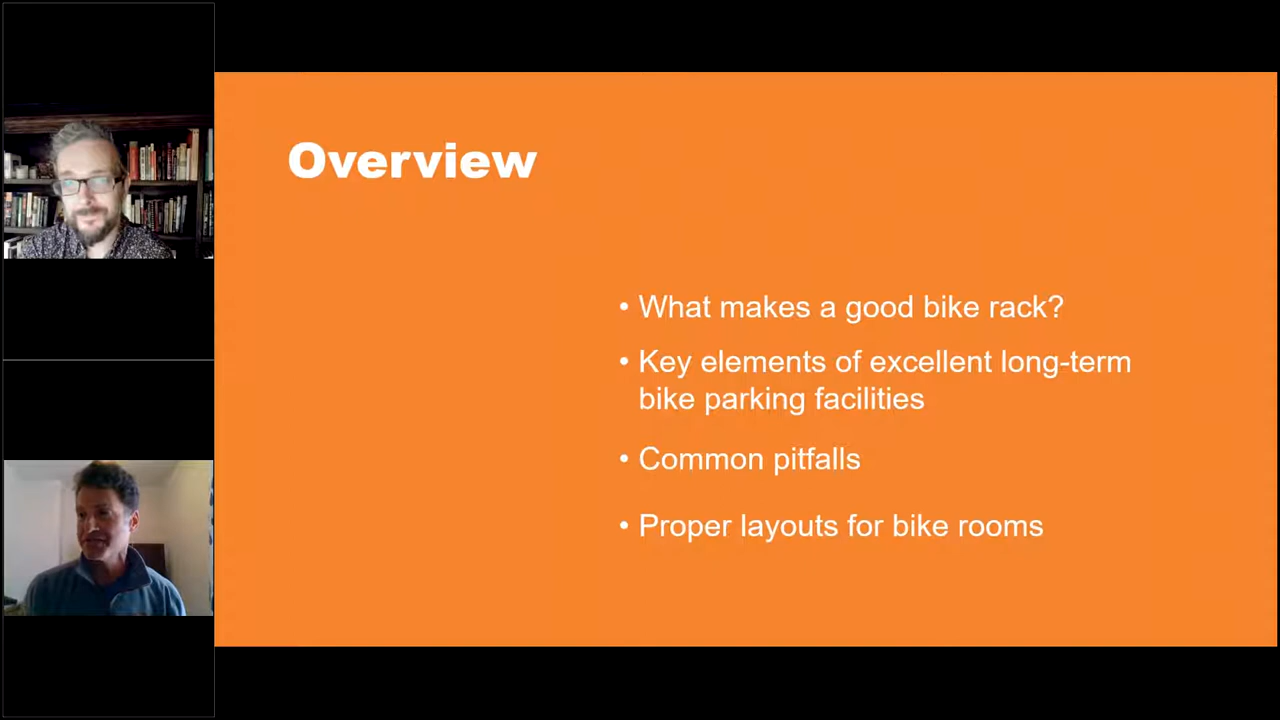 Overview
• What makes a good bike rack?
• Key elements of excellent long-term
bike parking facilities
• Common pitfalls
• Proper layouts for bike rooms